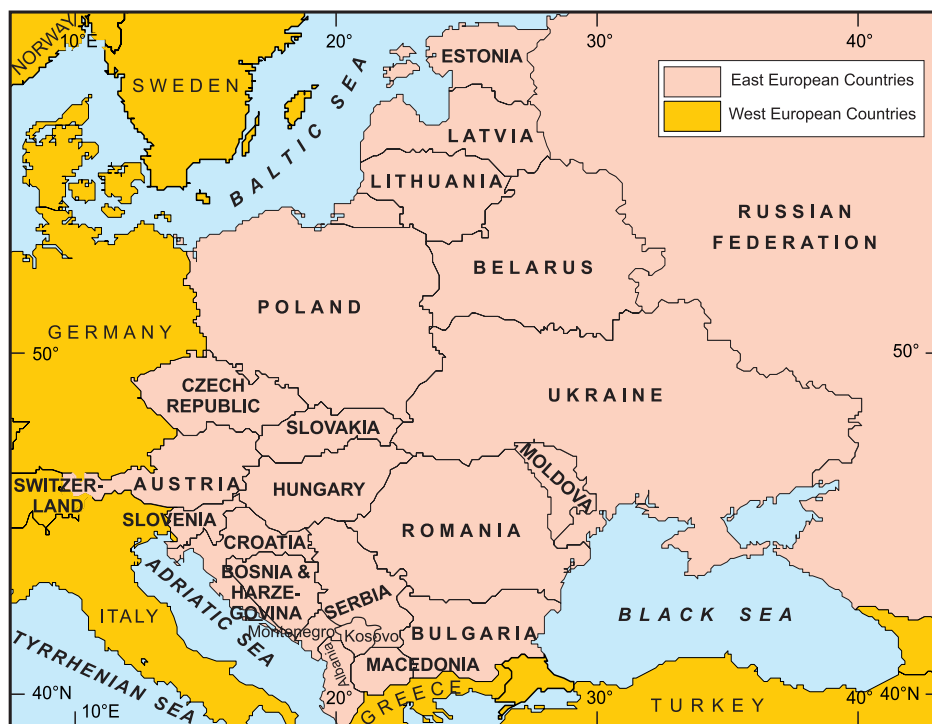 NORWAY
10°E
20°
30°
40°
SWEDEN
BALTIC SEA
ESTONIA
East European Countries
West European Countries
LATVIA
LITHUANIA
RUSSIAN
FEDERATION
BELARUS
POLAND
GERMANY
50°
50°
CZECH
REPUBLIC
UKRAINE
SLOVAKIA
MOLDOVA
SWITZER-
LAND
AUSTRIA
HUNGARY
SLOVENIA
CROATIA
ROMANIA
BOSNIA &
HARZE-
GOVINA
SERBIA
ADRIATIC SEA
ITALY
BLACK SEA
Montenegro
Kosovo
BULGARIA
Albania
MACEDONIA
TYRRHENIAN SEA
40°N
10°E
20°
GREECE
30°
TURKEY
40°
40°N